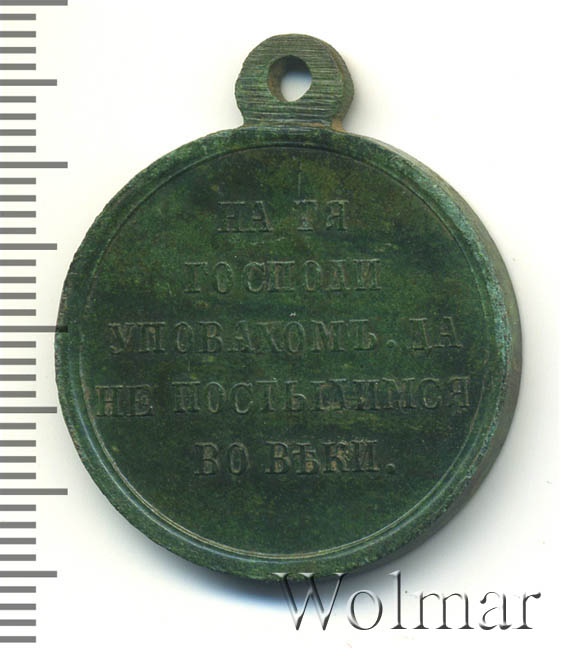 НА ТЯ
ГОСПОДИ
УПОВАХОМЪ. ДА
НЕ ПОСТЫДИМСЯ
ВО ВѢКИ.
Wolmar